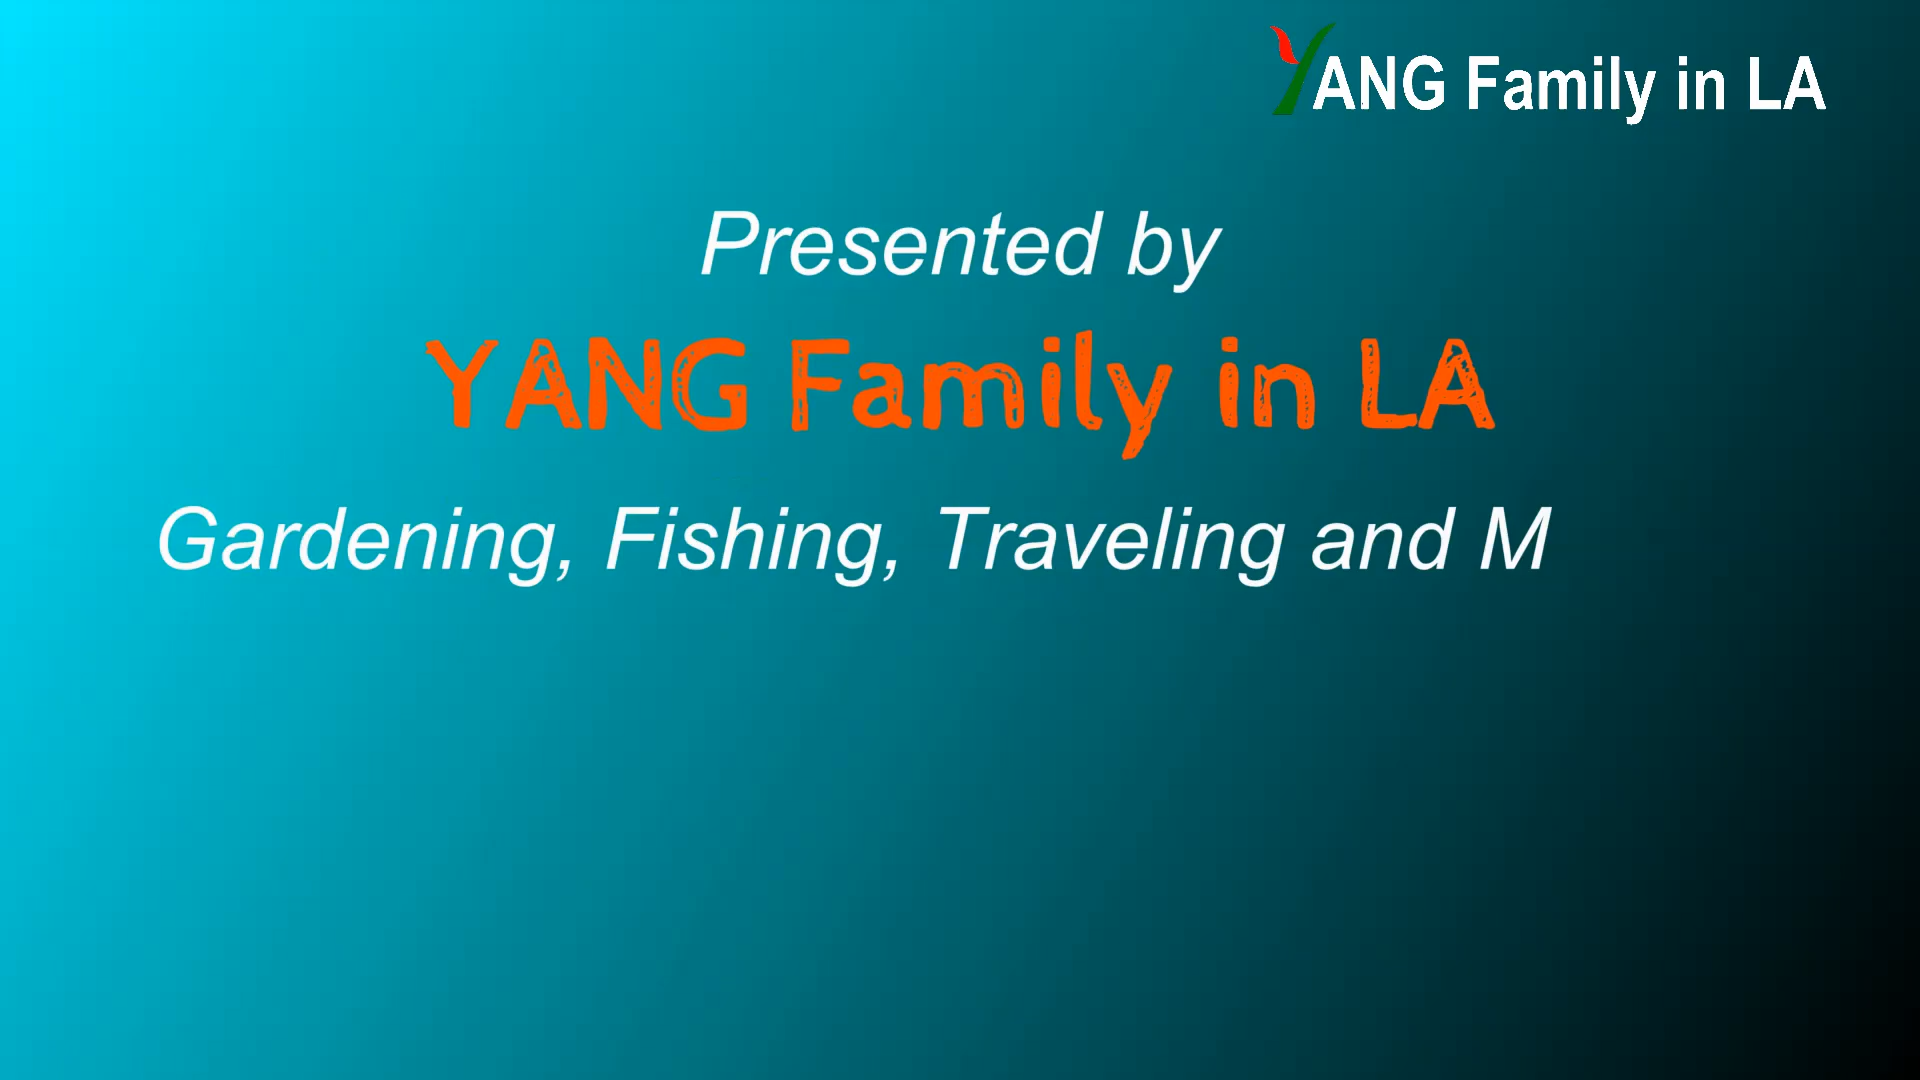 YANG Family in LA
Presented by
YANG Family in LA
Gardening, Fishing, Traveling and M